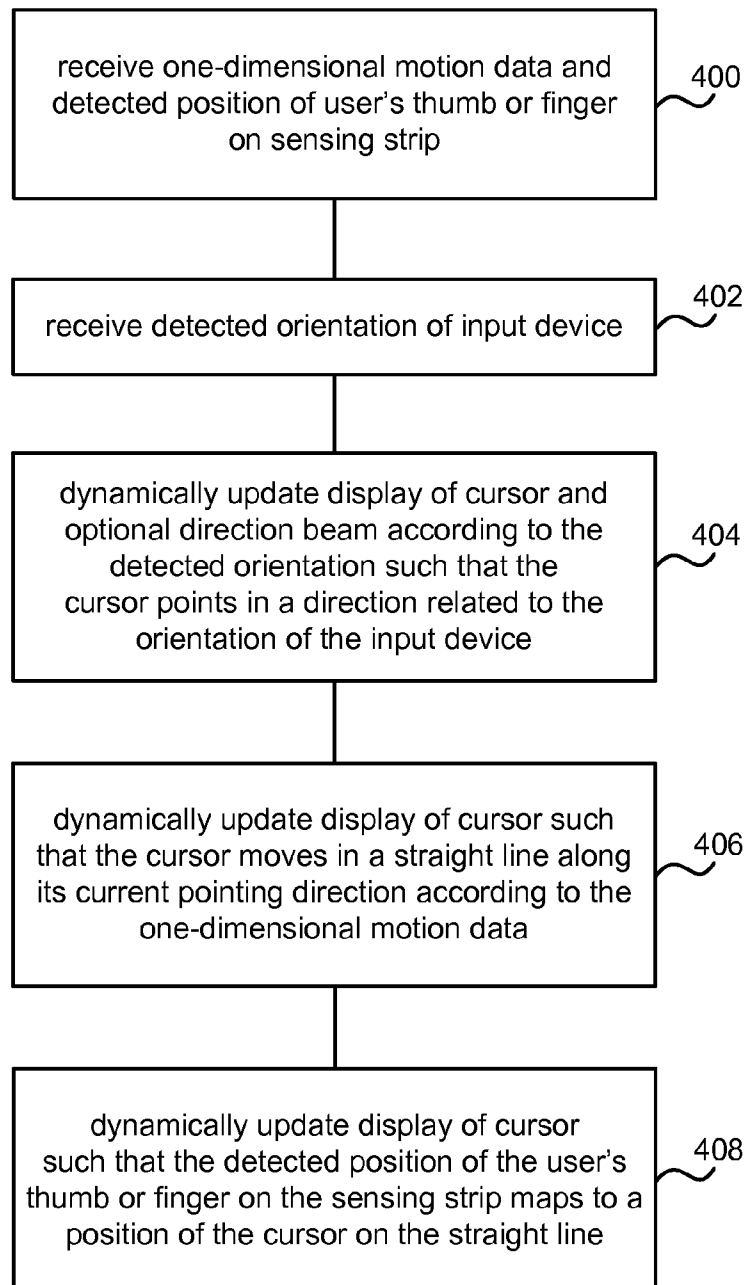 receive one-dimensional motion data and
detected position of user's thumb or finger
on sensing strip
400
receive detected orientation of input device
402
dynamically update display of cursor and
optional direction beam according to the
detected orientation such that the
cursor points in a direction related to the
orientation of the input device
404
dynamically update display of cursor such
that the cursor moves in a straight line along
its current pointing direction according to the
one-dimensional motion data
406
dynamically update display of cursor
such that the detected position of the user's
thumb or finger on the sensing strip maps to a
position of the cursor on the straight line
408